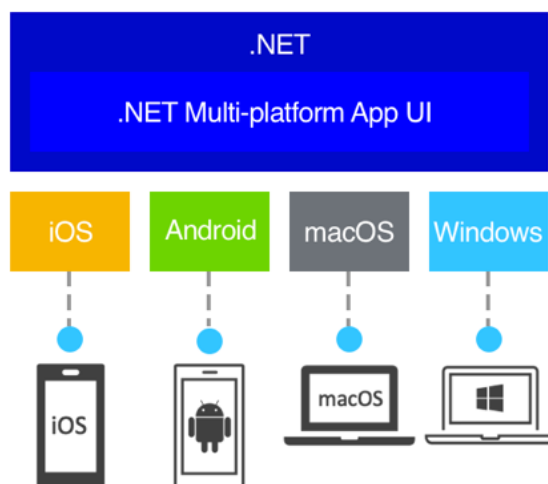 .NET
.NET Multi-platform App UI
iOS
Android
macOS
Windows
iOS
macOS